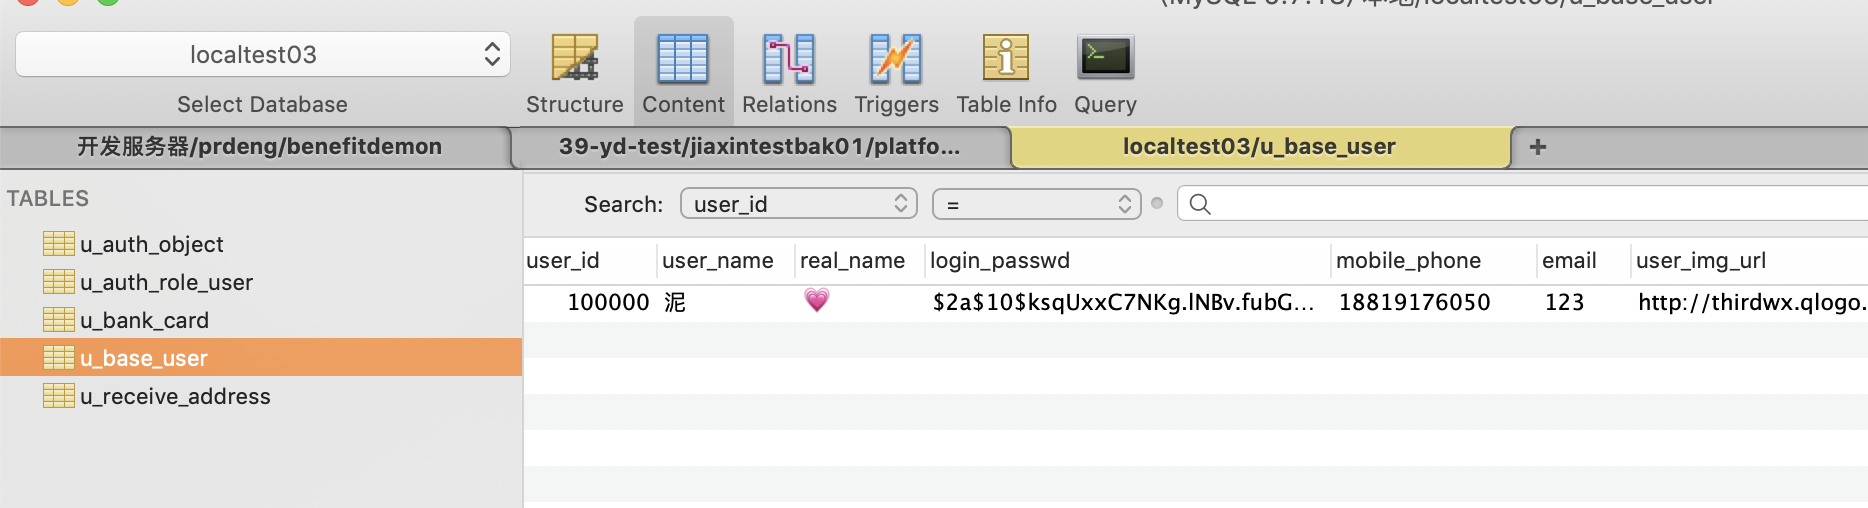 localtest03
Select Database
Structure
Content
Relations
Triggers
Table Info
Query
开发服务器/prdeng/benefitdemon
39-yd-test/jiaxintestbak01/platfo...
localtest03/u_base_user
+
TABLES
u_auth_object
u_auth_role_user
u_bank_card
u_base_user
u_receive_address
Search: user_id =
user_id user_name real_name login_passwd mobile_phone email user_img_url
100000 泥 💗 $2a$10$ksqUxxC7NKg.lNBv.fubG... 18819176050 123 http://thirdwx.qlogo.